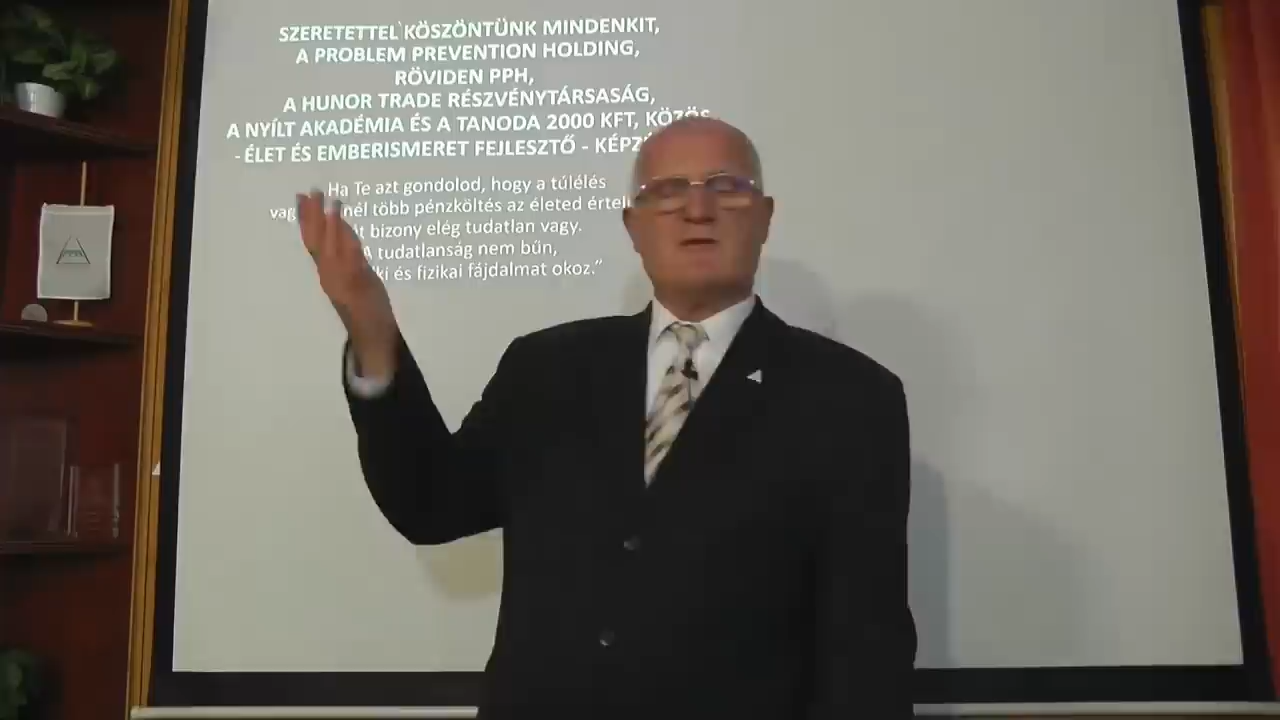 SZERETETTEL KÖSZÖNTÜNK MINDENKIT,
A PROBLEM PREVENTION HOLDING,
RÖVIDEN PPH,
A HUNOR TRADE RÉSZVÉNYTÁRSASÁG,
A NYÍLT AKADÉMIA ÉS A TANODA 2000 KFT, KÖZÖS
- ÉLET ÉS EMBERISMERET FEJLESZTŐ -
Ha Te azt gondolod, hogy a túlélés
több pénzköltés az életed
bizony elég tudatlan vagy.
A tudatlanság nem bűn,
és fizikai fájdalmat okoz.”